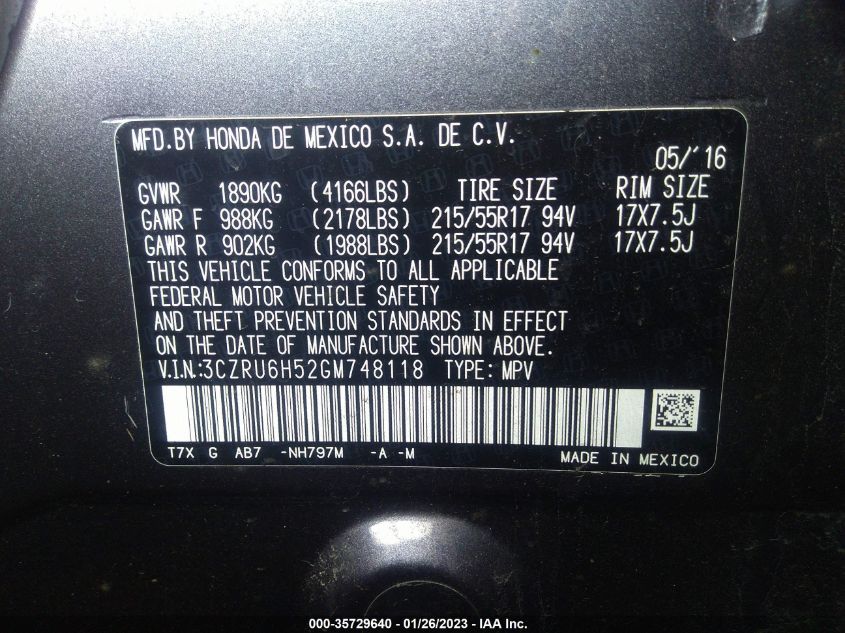 MFD.BY HONDA DE MEXICO S.A. DE C.V.
05/'16
GVWR 1890KG (4166LBS) TIRE SIZE RIM SIZE
GAWR F 988KG (2178LBS) 215/55R17 94V 17X7.5J
GAWR R 902KG (1988LBS) 215/55R17 94V 17X7.5J
THIS VEHICLE CONFORMS TO ALL APPLICABLE
FEDERAL MOTOR VEHICLE SAFETY
AND THEFT PREVENTION STANDARDS IN EFFECT
ON THE DATE OF MANUFACTURE SHOWN ABOVE.
V.I.N:3CZRU6H52GM748118 TYPE: MPV
T7X G AB7 -NH797M -A -M MADE IN MEXICO
000-35729640 - 01/26/2023 - IAA Inc.